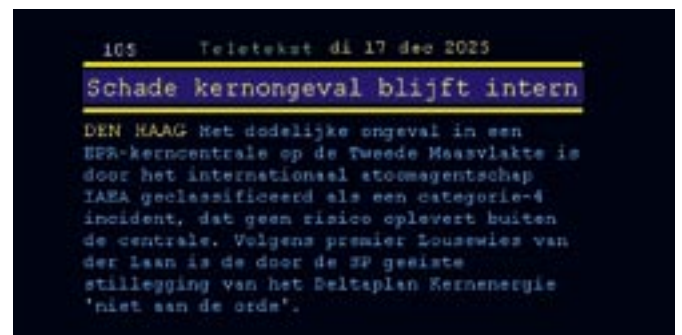 105 Teletekst di 17 dec 2025
Schade kernongeval blijft intern
DEN HAAG Het dodelijke ongeval in een
EPR-kerncentrale op de Tweede Maasvlakte is
door het internationaal atoomagentschap
IAEA geclassificeerd als een categorie-4
incident, dat geen risico oplevert buiten
de centrale. Volgens premier Lousewies van
der Laan is de door de SP geëiste
stillegging van het Deltaplan Kernenergie
'niet aan de orde'.